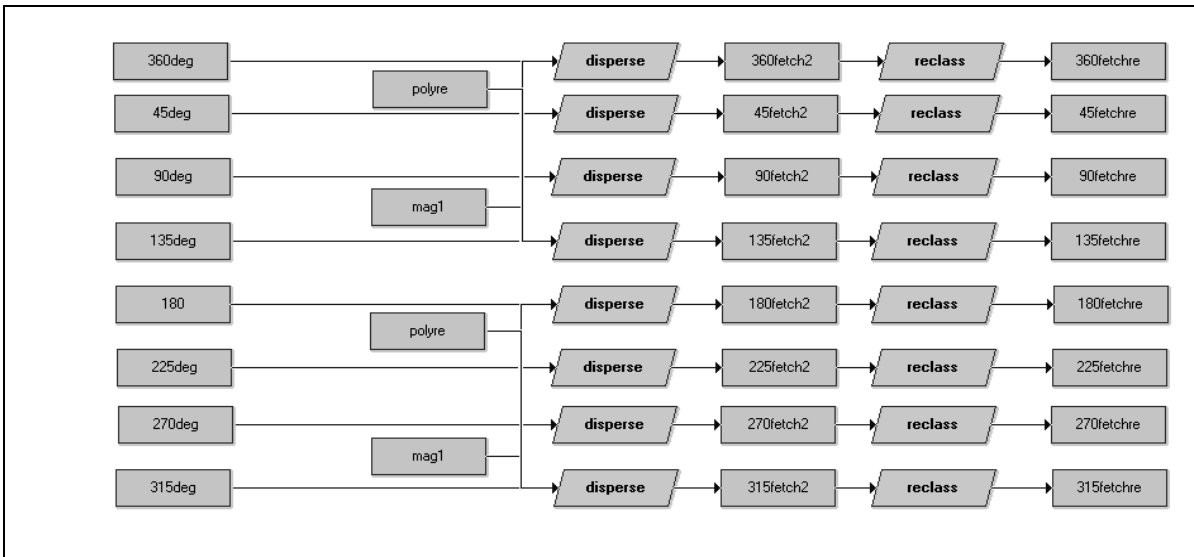 360deg disperse 360fetch2 reclass 360fetchre
polyre
45deg disperse 45fetch2 reclass 45fetchre
90deg disperse 90fetch2 reclass 90fetchre
mag1
135deg disperse 135fetch2 reclass 135fetchre
180 disperse 180fetch2 reclass 180fetchre
polyre
225deg disperse 225fetch2 reclass 225fetchre
270deg disperse 270fetch2 reclass 270fetchre
mag1
315deg disperse 315fetch2 reclass 315fetchre